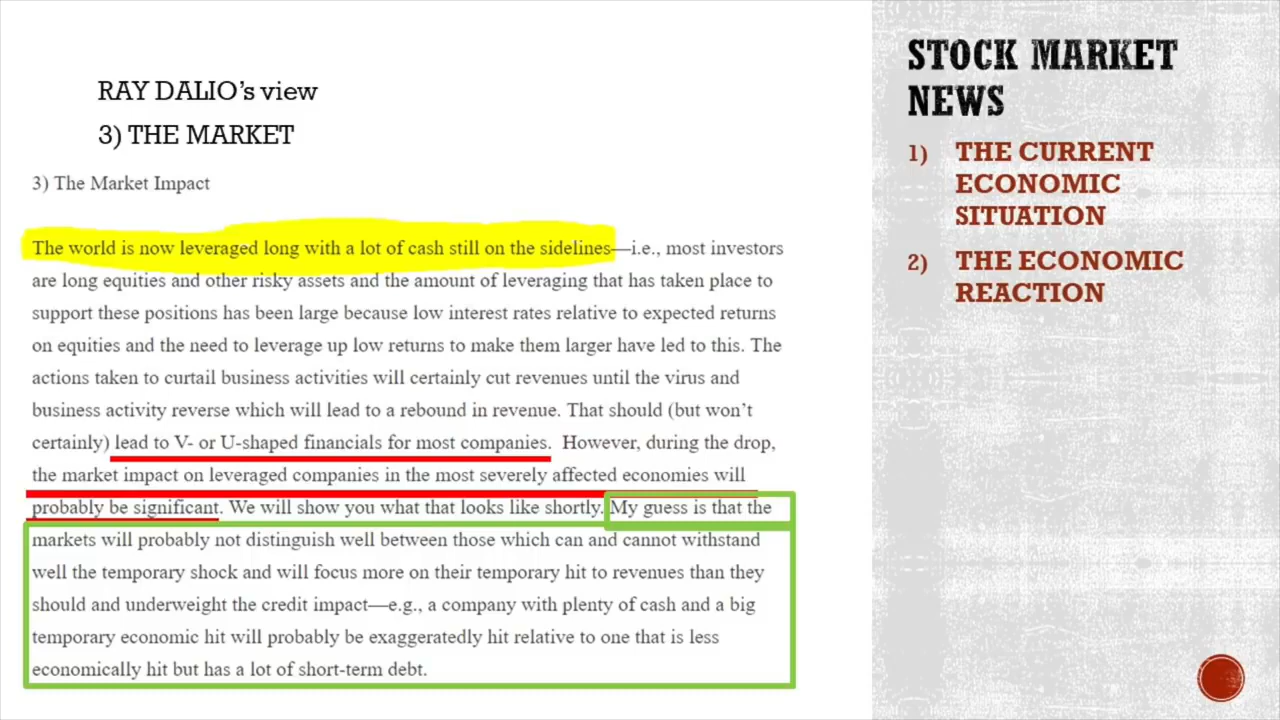 RAY DALIO's view
3) THE MARKET
3) The Market Impact
The world is now leveraged long with a lot of cash still on the sidelines—i.e., most investors
are long equities and other risky assets and the amount of leveraging that has taken place to
support these positions has been large because low interest rates relative to expected returns
on equities and the need to leverage up low returns to make them larger have led to this. The
actions taken to curtail business activities will certainly cut revenues until the virus and
business activity reverse which will lead to a rebound in revenue. That should (but won't
certainly) lead to V- or U-shaped financials for most companies. However, during the drop,
the market impact on leveraged companies in the most severely affected economies will
probably be significant. We will show you what that looks like shortly. My guess is that the
markets will probably not distinguish well between those which can and cannot withstand
well the temporary shock and will focus more on their temporary hit to revenues than they
should and underweight the credit impact—e.g., a company with plenty of cash and a big
temporary economic hit will probably be exaggeratedly hit relative to one that is less
economically hit but has a lot of short-term debt.
STOCK MARKET
NEWS
1) THE CURRENT
ECONOMIC
SITUATION
2) THE ECONOMIC
REACTION